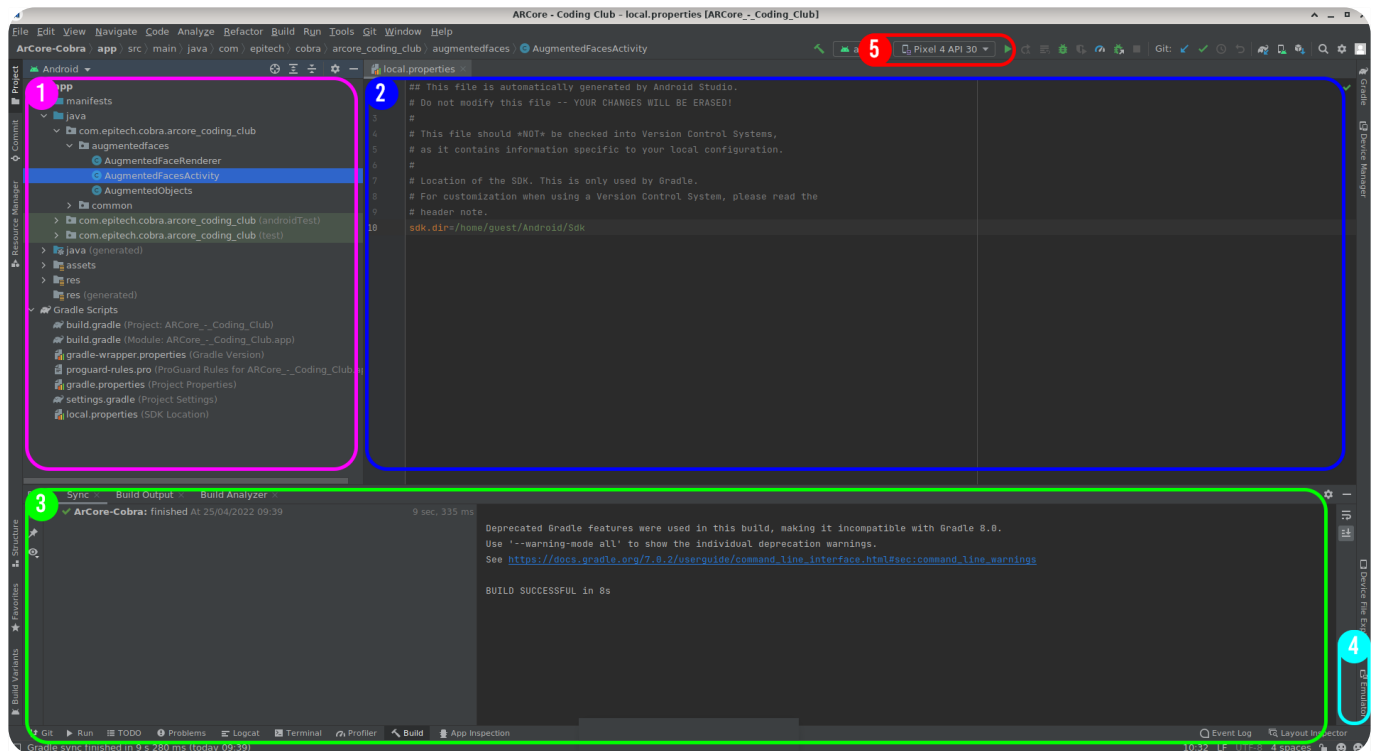 ARCore - Coding Club - local.properties [ARCore_-_Coding_Club]
File Edit View Navigate Code Analyze Refactor Build Run Tools Git Window Help
ArCore-Cobra app src main java com epitech cobra arcore_coding_club augmentedfaces AugmentedFacesActivity
5 Pixel 4 API 30 Git:
Project
Commit
Resource Manager
Structure
Favorites
Build Variants
Android
1
app
manifests
java
com.epitech.cobra.arcore_coding_club
augmentedfaces
AugmentedFaceRenderer
AugmentedFacesActivity
AugmentedObjects
common
com.epitech.cobra.arcore_coding_club (androidTest)
com.epitech.cobra.arcore_coding_club (test)
java (generated)
assets
res
res (generated)
Gradle Scripts
build.gradle (Project: ARCore_-_Coding_Club)
build.gradle (Module: ARCore_-_Coding_Club.app)
gradle-wrapper.properties (Gradle Version)
proguard-rules.pro (ProGuard Rules for ARCore_-_Coding_Club.ap
gradle.properties (Project Properties)
settings.gradle (Project Settings)
local.properties (SDK Location)
local.properties
2
## This file is automatically generated by Android Studio.
# Do not modify this file -- YOUR CHANGES WILL BE ERASED!
3 #
4 # This file should *NOT* be checked into Version Control Systems,
5 # as it contains information specific to your local configuration.
6 #
7 # Location of the SDK. This is only used by Gradle.
8 # For customization when using a Version Control System, please read the
9 # header note.
10 sdk.dir=/home/guest/Android/Sdk
Gradle
Device Manager
Device File Exp
4
Emulator
3
Sync Build Output Build Analyzer
ArCore-Cobra: finished At 25/04/2022 09:39 9 sec, 335 ms
Deprecated Gradle features were used in this build, making it incompatible with Gradle 8.0.
Use '--warning-mode all' to show the individual deprecation warnings.
See https://docs.gradle.org/7.0.2/userguide/command_line_interface.html#sec:command_line_warnings
BUILD SUCCESSFUL in 8s
Git Run TODO Problems Logcat Terminal Profiler Build App Inspection Event Log Layout Inspector
Gradle sync finished in 9 s 280 ms (today 09:39) 10:32 LF UTF-8 4 spaces